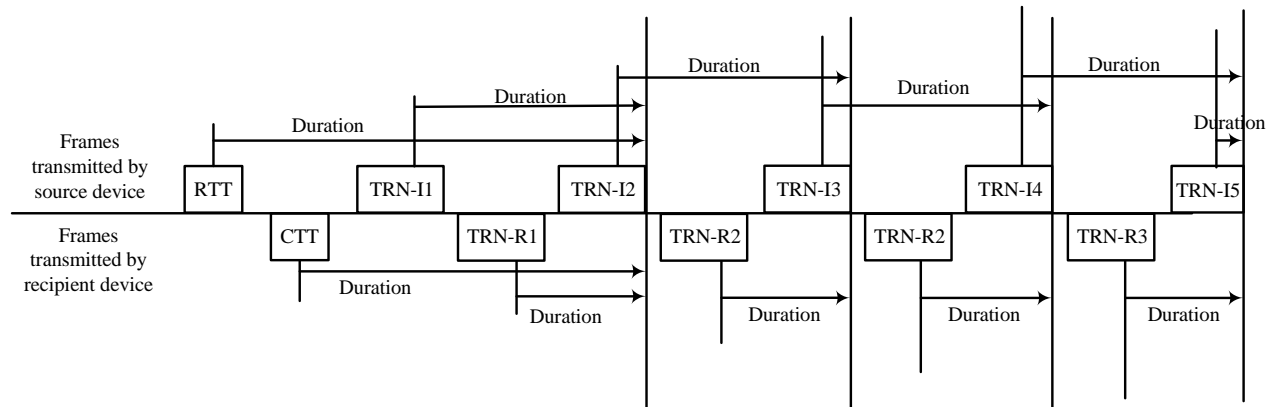 Duration
Duration
Duration
Duration
Duration
Duration
Frames
transmitted by
source device
RTT
TRN-I1
TRN-I2
TRN-I3
TRN-I4
TRN-I5
Frames
transmitted by
recipient device
CTT
TRN-R1
TRN-R2
TRN-R2
TRN-R3
Duration
Duration
Duration
Duration
Duration